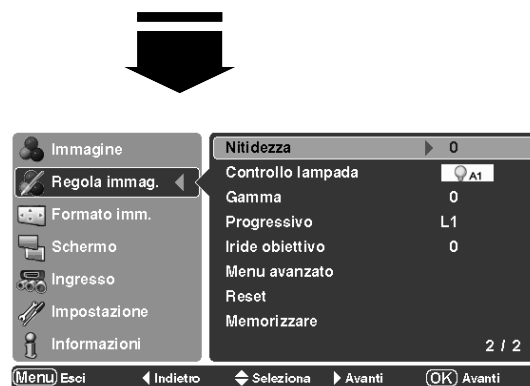 Immagine
Regola immag.
Formato imm.
Schermo
Ingresso
Impostazione
Informazioni
Nitidezza 0
Controllo lampada A1
Gamma 0
Progressivo L1
Iride obiettivo 0
Menu avanzato
Reset
Memorizzare
2 / 2
Menu Esci Indietro Seleziona Avanti OK Avanti